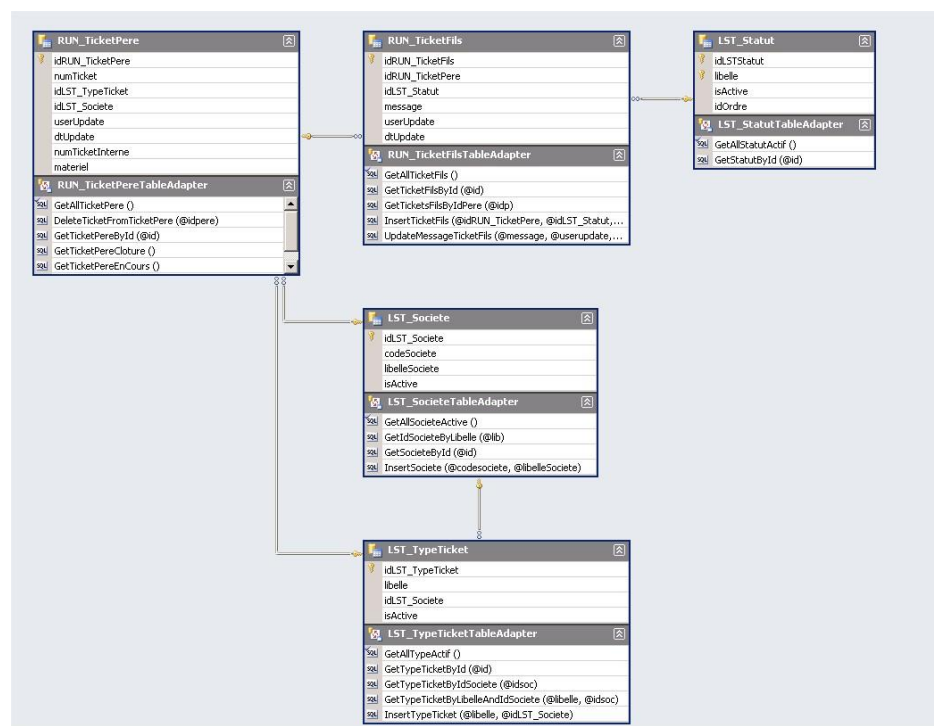 RUN_TicketPere
idRUN_TicketPere
numTicket
idLST_TypeTicket
idLST_Societe
userUpdate
dtUpdate
numTicketInterne
materiel
RUN_TicketPereTableAdapter
GetAllTicketPere ()
DeleteTicketFromTicketPere (@idpere)
GetTicketPereById (@id)
GetTicketPereCloture ()
GetTicketPereEnCours ()
RUN_TicketFils
idRUN_TicketFils
idRUN_TicketPere
idLST_Statut
message
userUpdate
dtUpdate
RUN_TicketFilsTableAdapter
GetAllTicketFils ()
GetTicketFilsById (@id)
GetTicketsFilsByIdPere (@idp)
InsertTicketFils (@idRUN_TicketPere, @idLST_Statut,...
UpdateMessageTicketFils (@message, @userupdate,...
LST_Statut
idLSTStatut
libelle
isActive
idOrdre
LST_StatutTableAdapter
GetAllStatutActif ()
GetStatutById (@id)
LST_Societe
idLST_Societe
codeSociete
libelleSociete
isActive
LST_SocieteTableAdapter
GetAllSocieteActive ()
GetIdSocieteByLibelle (@lib)
GetSocieteById (@id)
InsertSociete (@codesociete, @libelleSociete)
LST_TypeTicket
idLST_TypeTicket
libelle
idLST_Societe
isActive
LST_TypeTicketTableAdapter
GetAllTypeActif ()
GetTypeTicketById (@id)
GetTypeTicketByIdSociete (@idsoc)
GetTypeTicketByLibelleAndIdSociete (@libelle, @idsoc)
InsertTypeTicket (@libelle, @idLST_Societe)